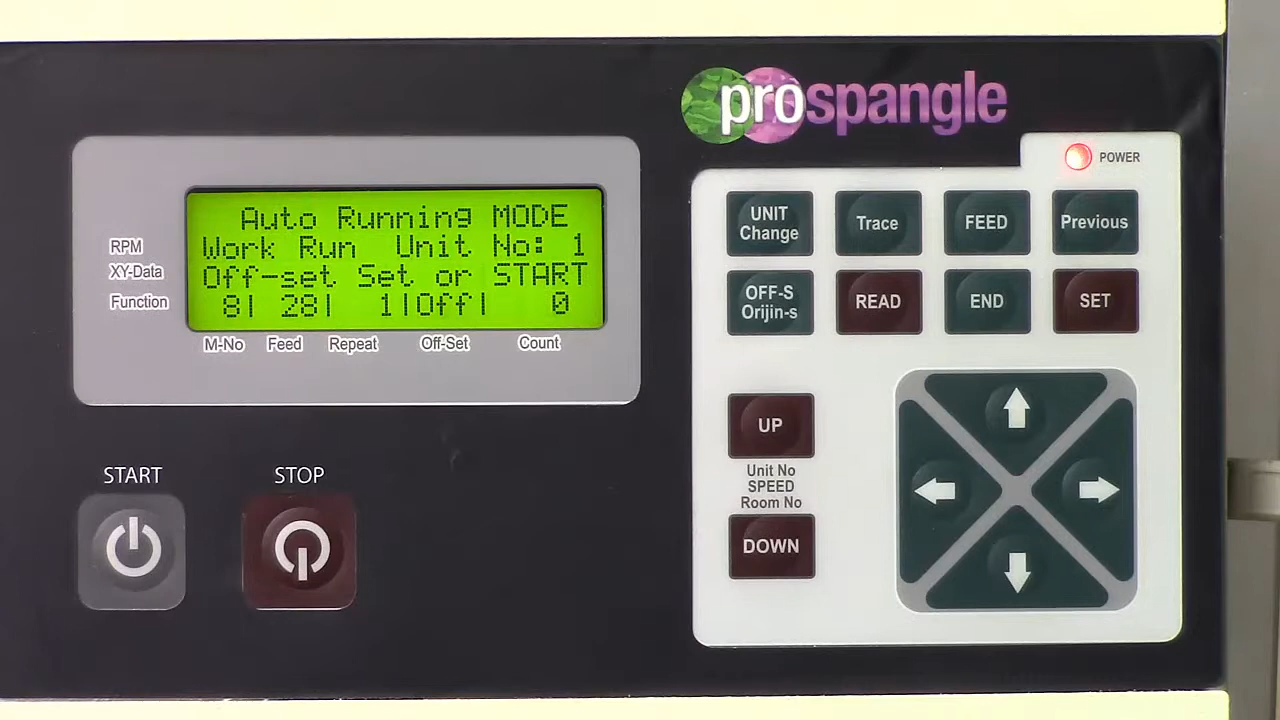 prospangle
POWER
Auto Running MODE
Work Run Unit No: 1
Off-set Set or START
8| 28| 1|Off| 0
RPM
XY-Data
Function
M-No Feed Repeat Off-Set Count
START STOP
UNIT Change
Trace
FEED
Previous
OFF-S Orijin-s
READ
END
SET
UP
Unit No
SPEED
Room No
DOWN